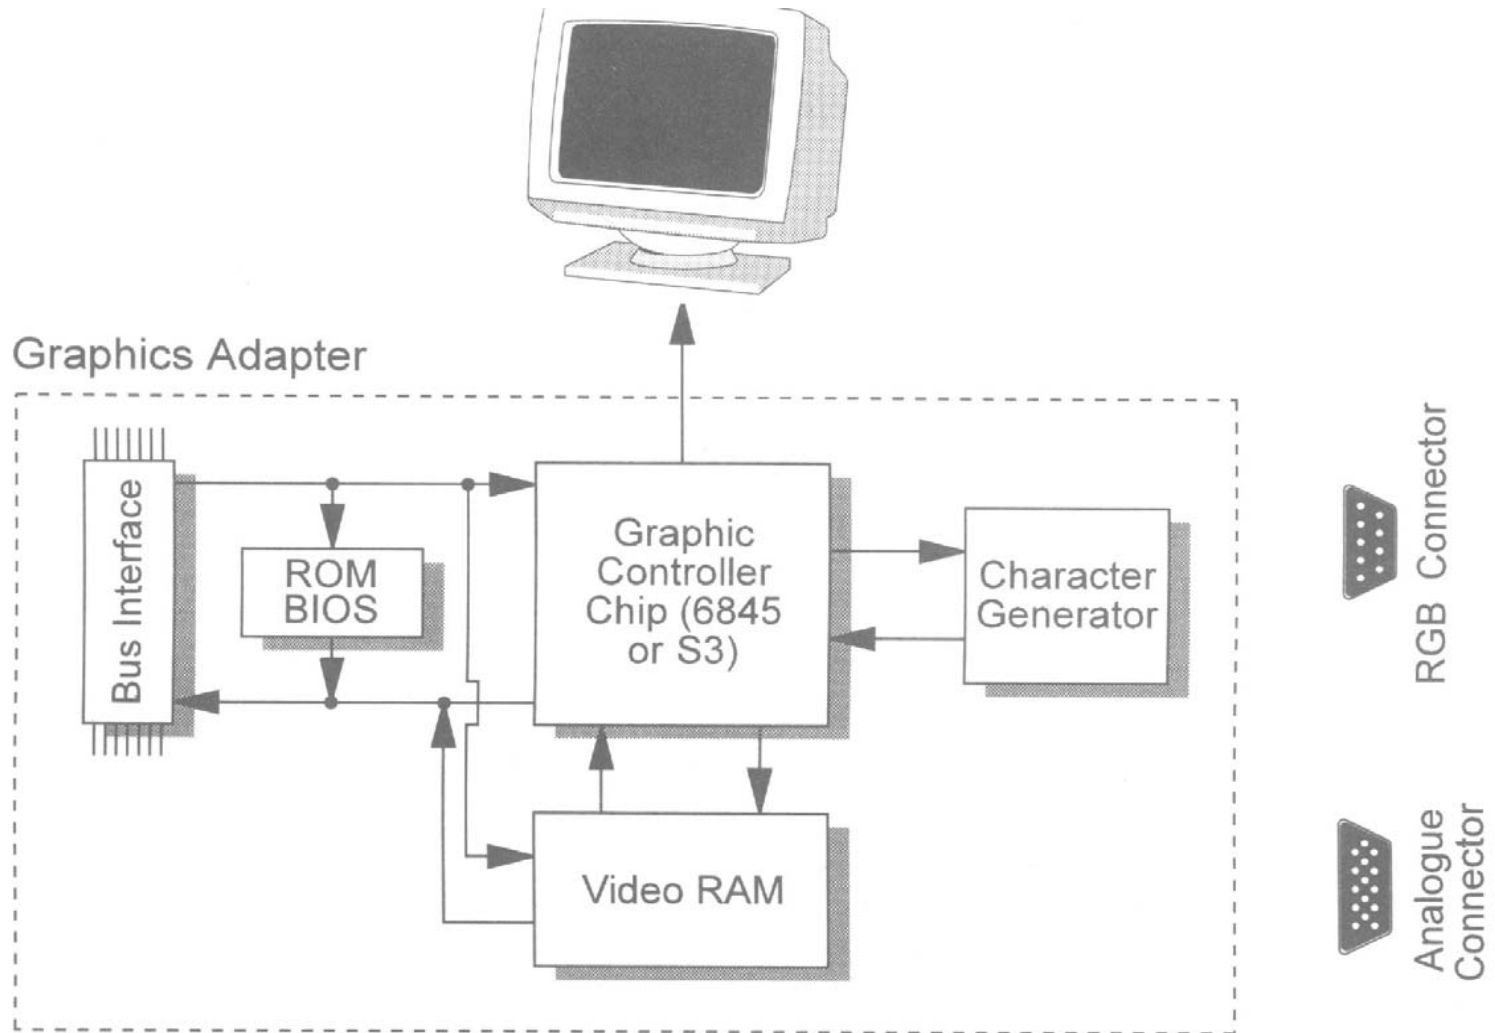 Graphics Adapter
Bus Interface
ROM
BIOS
Graphic
Controller
Chip (6845
or S3)
Character
Generator
Video RAM
RGB Connector
Analogue
Connector